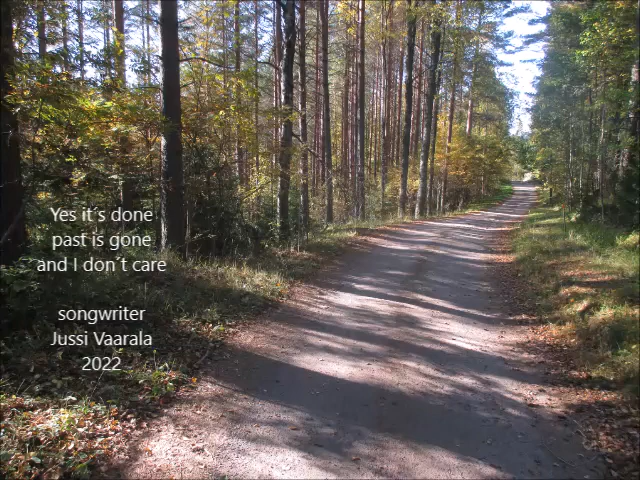 Yes it´s done
past is gone
and I don´t care
songwriter
Jussi Vaarala
2022